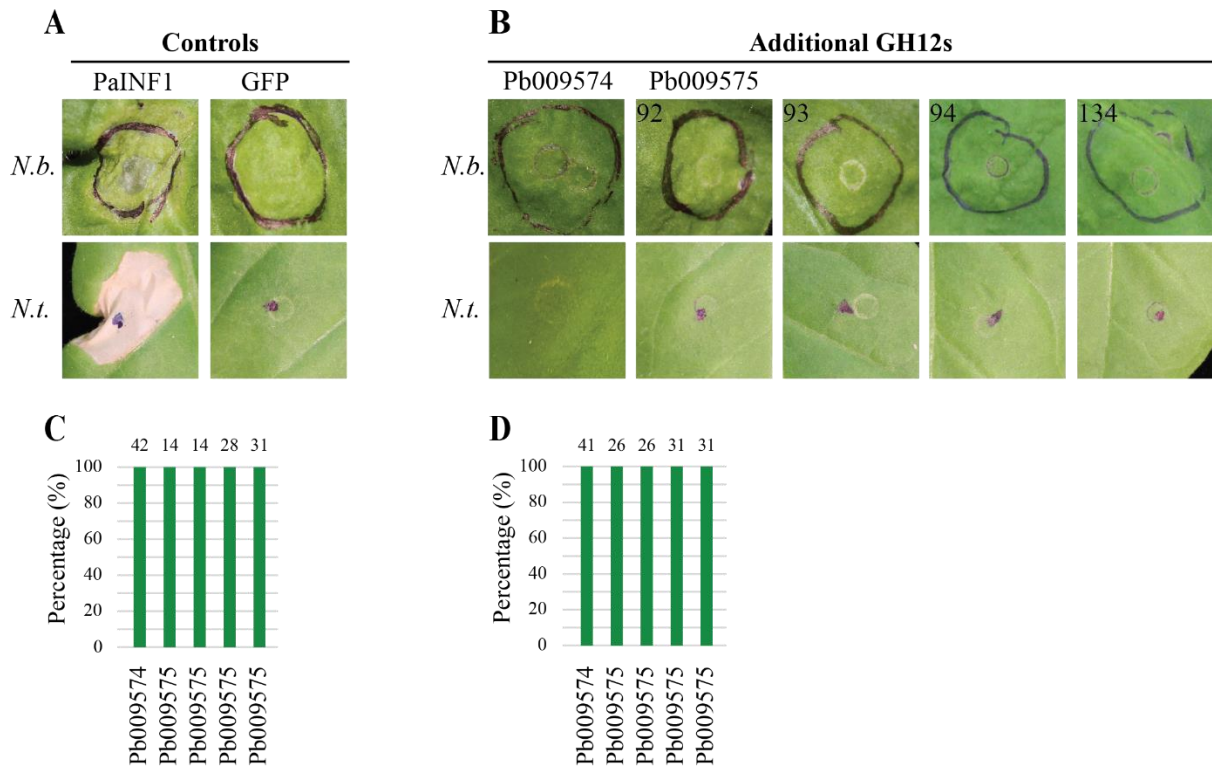 A
Controls
PaINF1 GFP
N.b.
N.t.
B
Additional GH12s
Pb009574 Pb009575
92 93 94 134
N.b.
N.t.
C
42 14 14 28 31
Percentage (%)
100
80
60
40
20
0
Pb009574
Pb009575
Pb009575
Pb009575
Pb009575
D
41 26 26 31 31
Percentage (%)
100
80
60
40
20
0
Pb009574
Pb009575
Pb009575
Pb009575
Pb009575